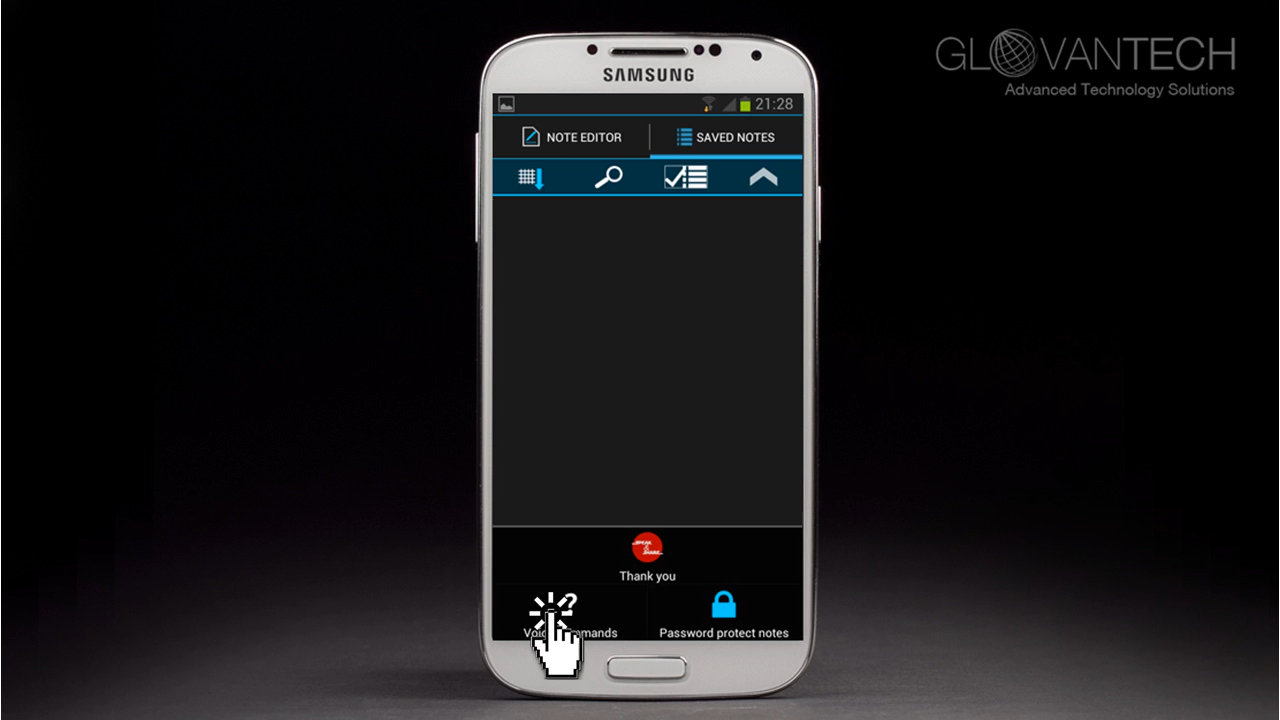 GLOVANTECH
Advanced Technology Solutions
SAMSUNG
21:28
NOTE EDITOR
SAVED NOTES
Thank you
?
Password protect notes